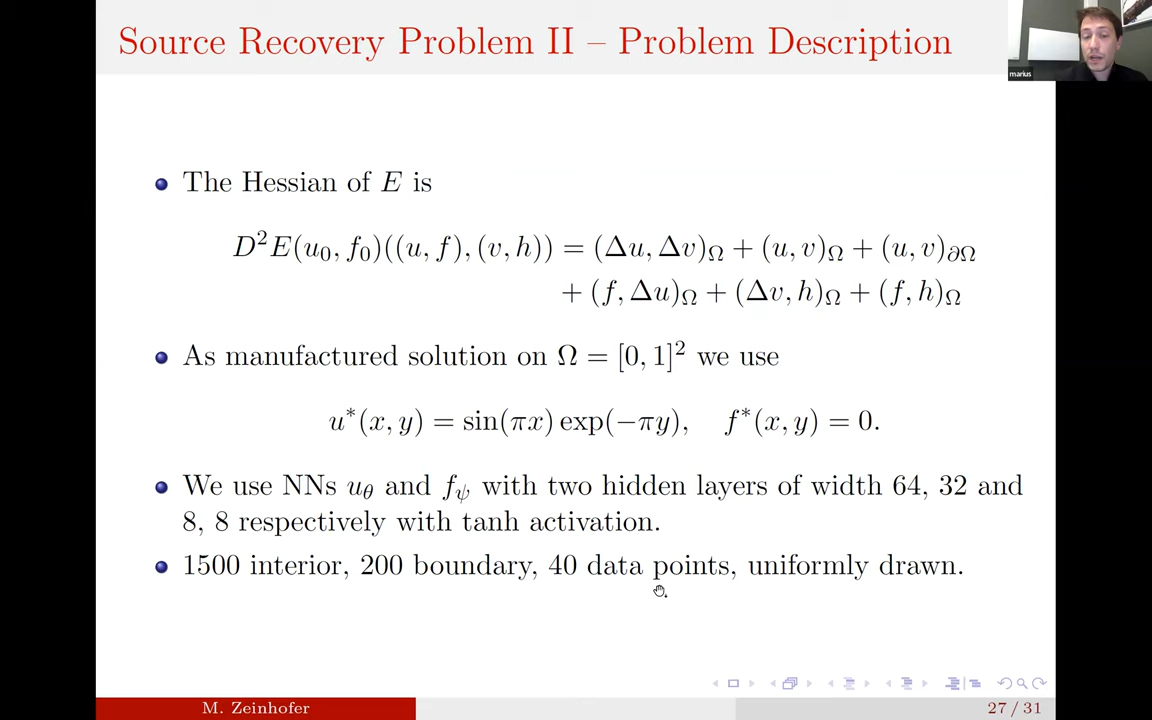 Source Recovery Problem II – Problem Description
marius
The Hessian of E is
D²E(u₀, f₀)((u, f), (v, h)) = (Δu, Δv)_Ω + (u, v)_Ω + (u, v)_∂Ω
+ (f, Δu)_Ω + (Δv, h)_Ω + (f, h)_Ω
As manufactured solution on Ω = [0, 1]² we use
u*(x, y) = sin(πx) exp(−πy), f*(x, y) = 0.
We use NNs u_θ and f_ψ with two hidden layers of width 64, 32 and
8, 8 respectively with tanh activation.
1500 interior, 200 boundary, 40 data points, uniformly drawn.
M. Zeinhofer
27 / 31